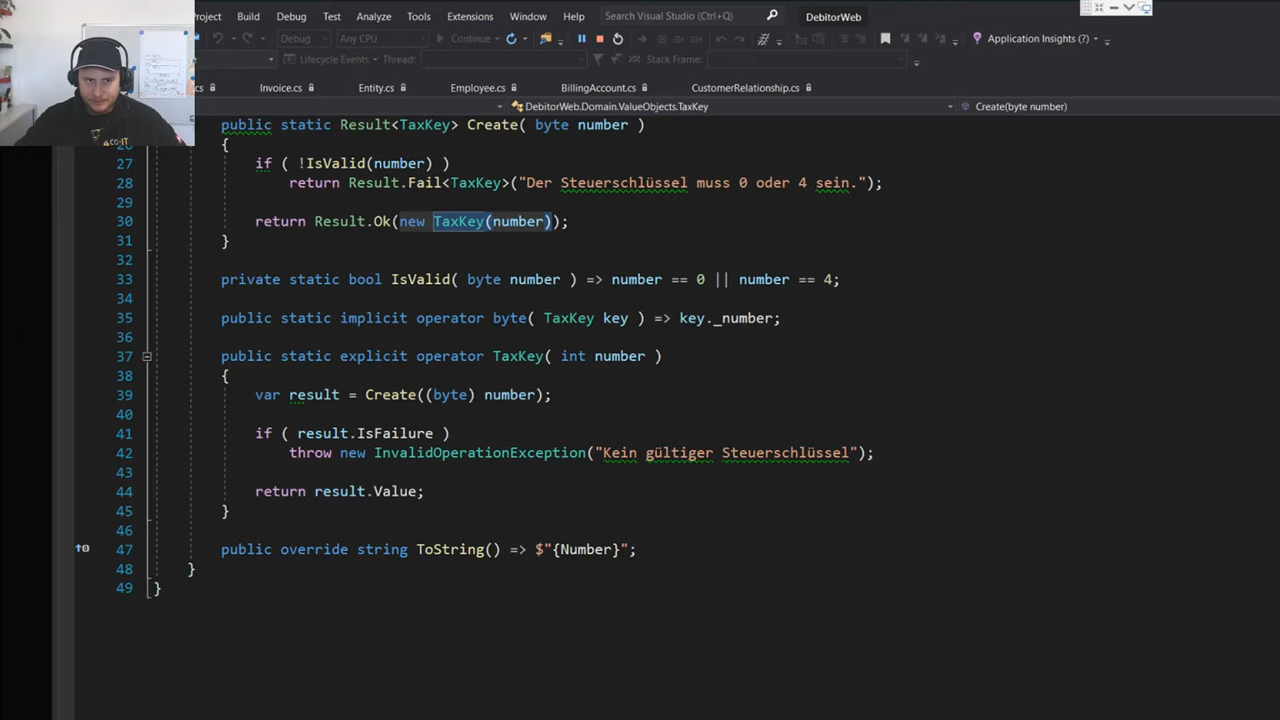 Project Build Debug Test Analyze Tools Extensions Window Help Search Visual Studio (Ctrl+Q) DebitorWeb
Debug Any CPU Continue Application Insights (?)
Lifecycle Events Thread: Stack Frame:
.cs Invoice.cs Entity.cs Employee.cs BillingAccount.cs CustomerRelationship.cs
DebitorWeb.Domain.ValueObjects.TaxKey Create(byte number)
public static Result<TaxKey> Create( byte number )
26 {
27 if ( !IsValid(number) )
28 return Result.Fail<TaxKey>("Der Steuerschlüssel muss 0 oder 4 sein.");
29
30 return Result.Ok(new TaxKey(number));
31 }
32
33 private static bool IsValid( byte number ) => number == 0 || number == 4;
34
35 public static implicit operator byte( TaxKey key ) => key._number;
36
37 public static explicit operator TaxKey( int number )
38 {
39 var result = Create((byte) number);
40
41 if ( result.IsFailure )
42 throw new InvalidOperationException("Kein gültiger Steuerschlüssel");
43
44 return result.Value;
45 }
46
47 public override string ToString() => $"{Number}";
48 }
49 }